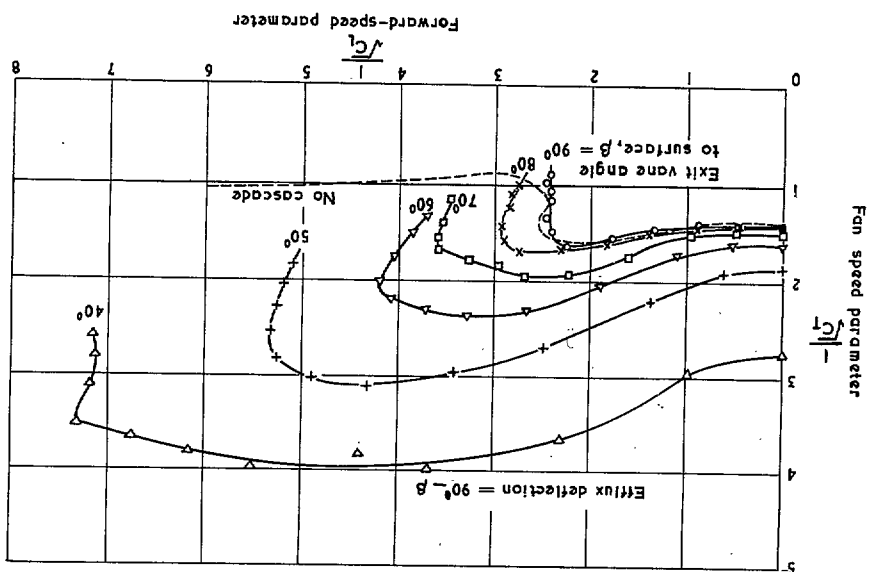 5
Efflux deflection = 90° – β
4
40°
3
50°
60°
70°
80°
2
No cascade
1
Exit vane angle
to surface, β = 90°
0
1
2
3
4
5
6
7
8
1
√C_L
Forward-speed parameter
Fan speed parameter
1
√C_T